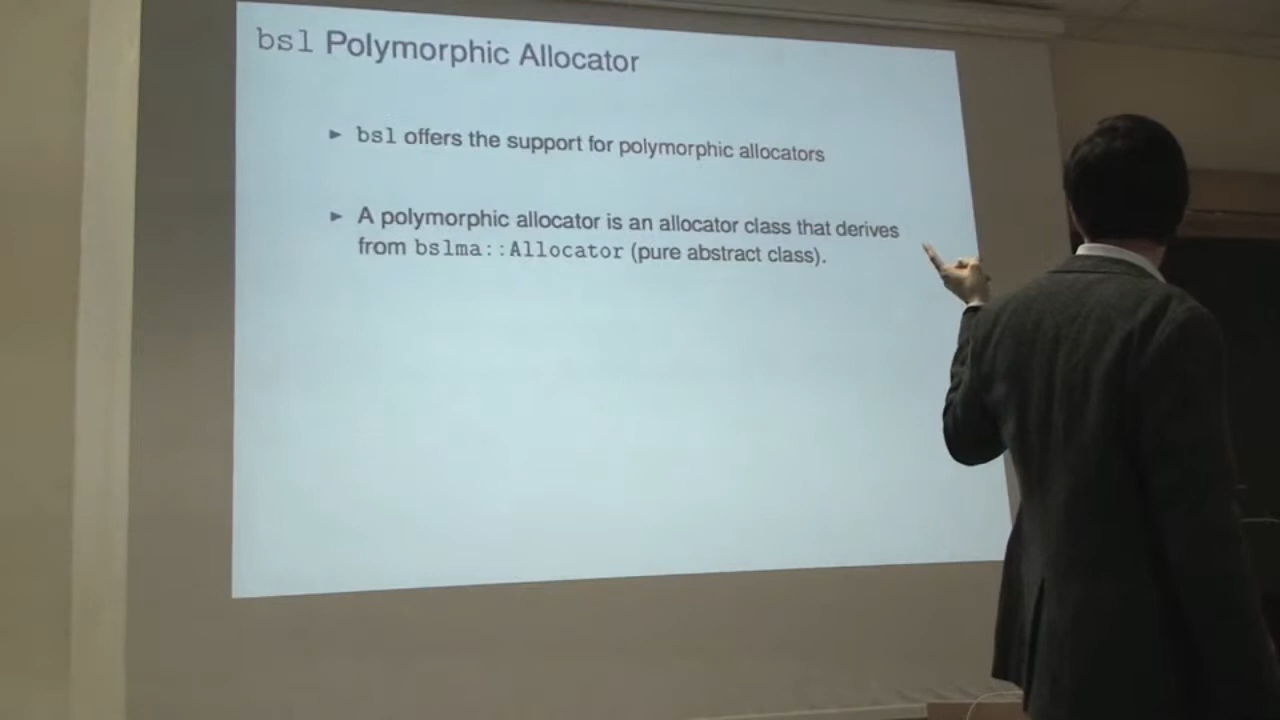 bsl Polymorphic Allocator
► bsl offers the support for polymorphic allocators
► A polymorphic allocator is an allocator class that derives
from bslma::Allocator (pure abstract class).